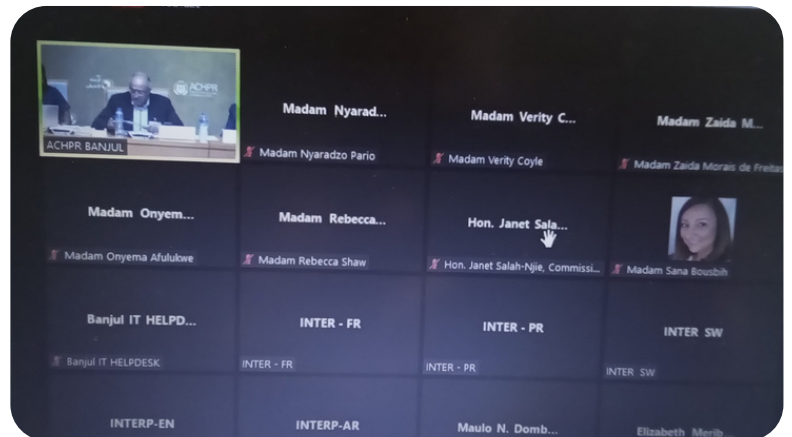 ACHPR
ACHPR BANJUL
Madam Nyarad...
Madam Nyaradzo Pario
Madam Verity C...
Madam Verity Coyle
Madam Zaida M...
Madam Zaida Morais de Freitas
Madam Onyem...
Madam Onyema Afulukwe
Madam Rebecca...
Madam Rebecca Shaw
Hon. Janet Sala...
Hon. Janet Salah-Njie, Commissi...
Madam Sana Bousbih
Banjul IT HELPD...
Banjul IT HELPDESK
INTER - FR
INTER - FR
INTER - PR
INTER - PR
INTER SW
INTER SW
INTERP-EN
INTERP-AR
Maulo N. Domb...
Elizabeth Merib...